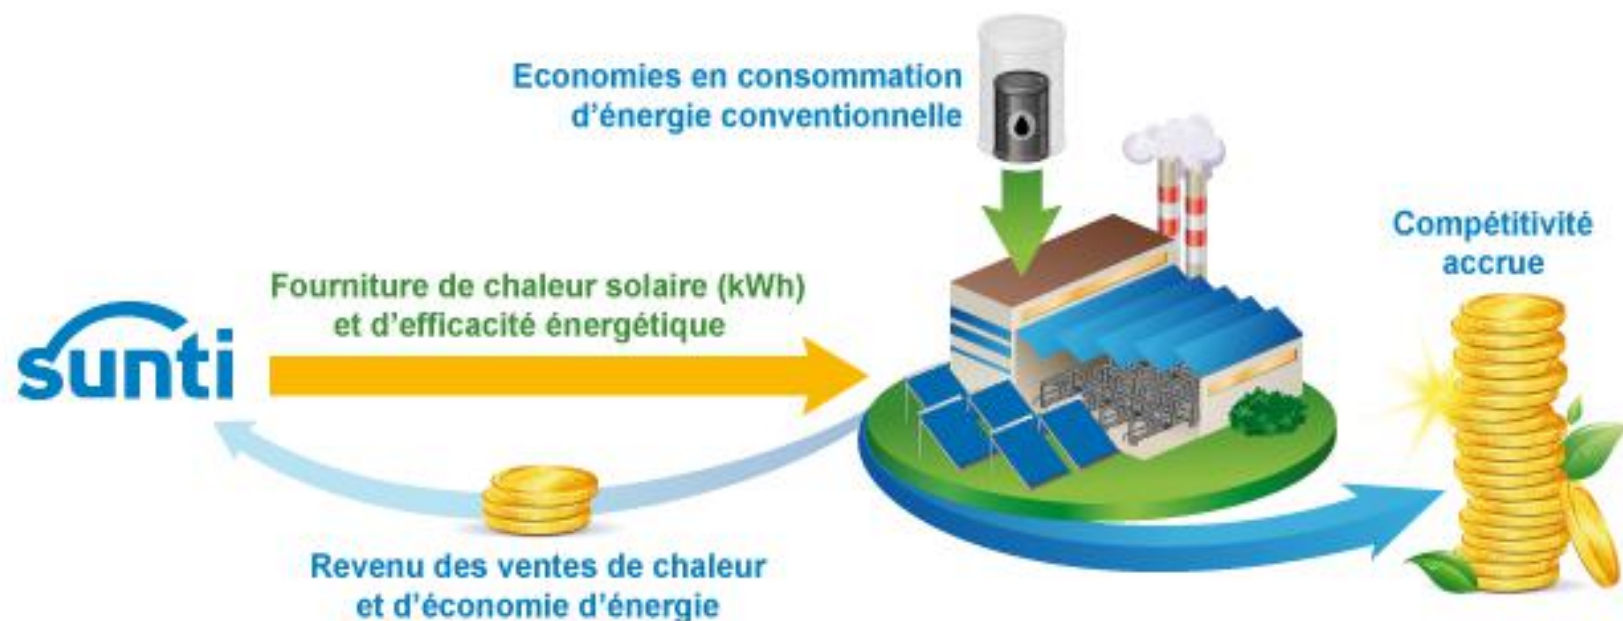 Economies en consommation
d'énergie conventionnelle
Compétitivité
accrue
Fourniture de chaleur solaire (kWh)
et d'efficacité énergétique
sunti
Revenu des ventes de chaleur
et d'économie d'énergie